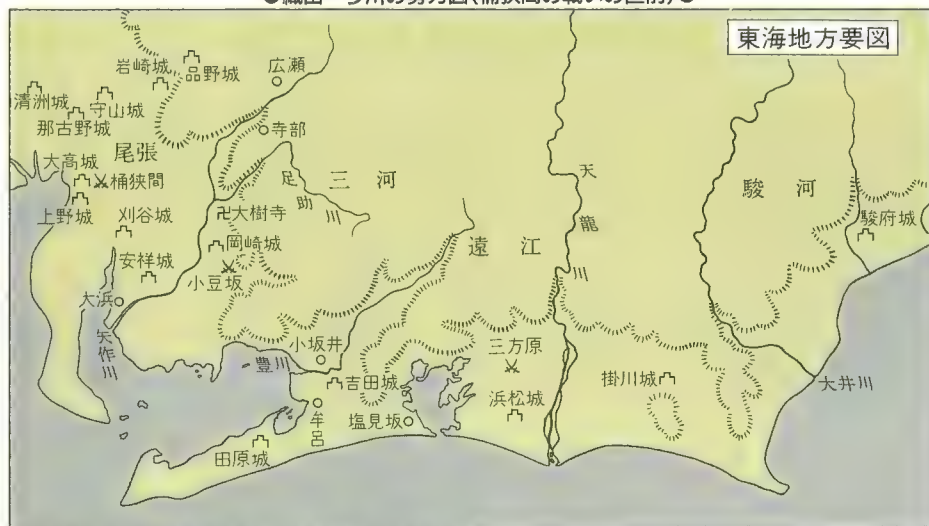 東海地方要図
岩崎城
品野城
広瀬
清洲城
守山城
那古野城
寺部
尾張
大高城
桶狭間
足助川
三河
天龍川
駿河
上野城
刈谷城
卍大樹寺
駿府城
岡崎城
遠江
安祥城
小豆坂
大浜
矢作川
小坂井
豊川
三方原
吉田城
掛川城
大井川
浜松城
牟呂
塩見坂
田原城